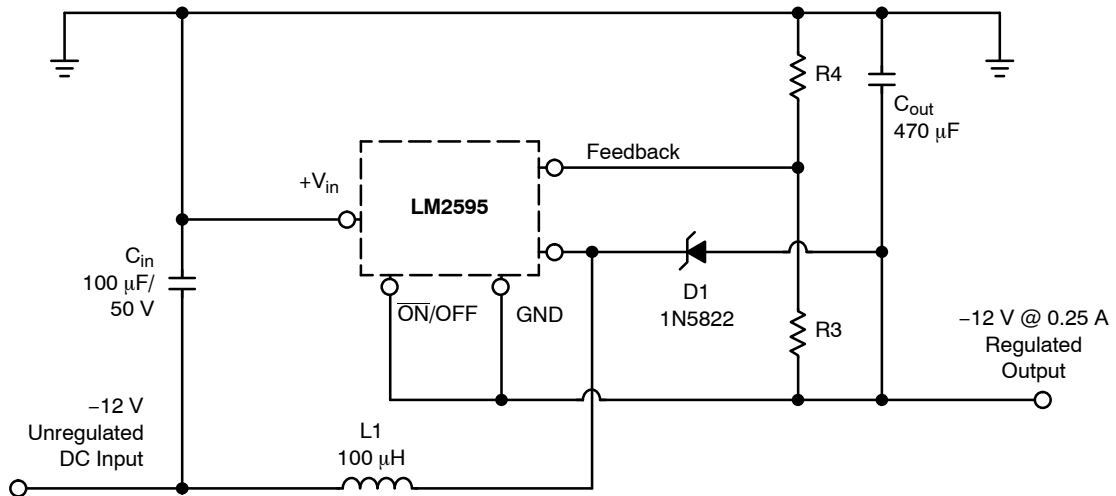 R4
C_out
470 μF
Feedback
+V_in
LM2595
C_in
100 μF/
50 V
ON/OFF
GND
D1
1N5822
R3
–12 V @ 0.25 A
Regulated
Output
–12 V
Unregulated
DC Input
L1
100 μH